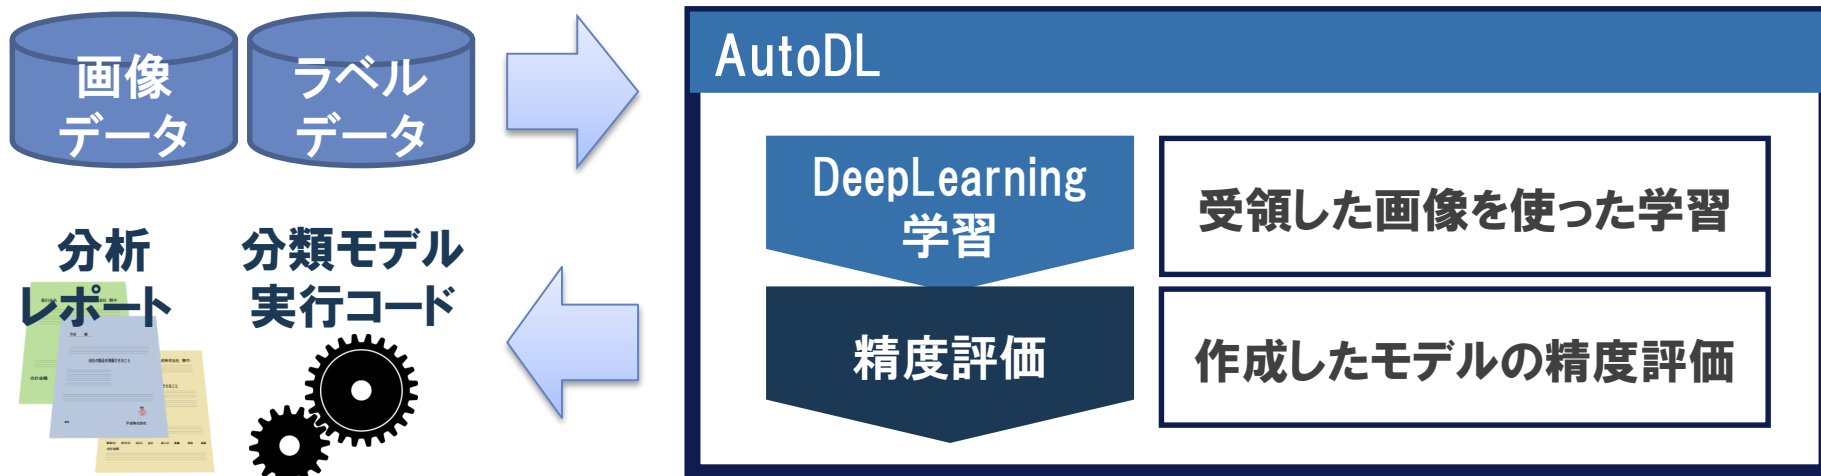 画像
データ
ラベル
データ
分析
レポート
分類モデル
実行コード
AutoDL
DeepLearning
学習
受領した画像を使った学習
精度評価
作成したモデルの精度評価